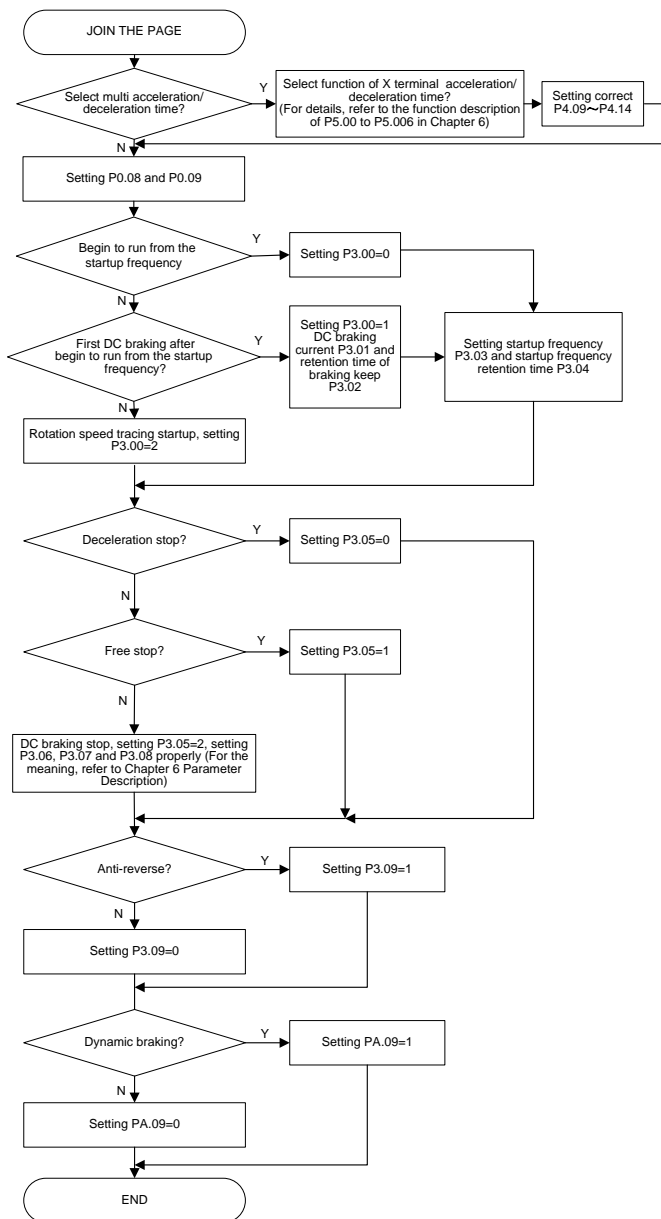 JOIN THE PAGE
Select multi acceleration/
deceleration time?
Y
Select function of X terminal acceleration/
deceleration time?
(For details, refer to the function description
of P5.00 to P5.006 in Chapter 6)
Setting correct
P4.09～P4.14
N
Setting P0.08 and P0.09
Begin to run from the
startup frequency
Y
Setting P3.00=0
N
First DC braking after
begin to run from the startup
frequency?
Y
Setting P3.00=1
DC braking
current P3.01 and
retention time of
braking keep
P3.02
Setting startup frequency
P3.03 and startup frequency
retention time P3.04
N
Rotation speed tracing startup, setting
P3.00=2
Deceleration stop?
Y
Setting P3.05=0
N
Free stop?
Y
Setting P3.05=1
N
DC braking stop, setting P3.05=2, setting
P3.06, P3.07 and P3.08 properly (For the
meaning, refer to Chapter 6 Parameter
Description)
Anti-reverse?
Y
Setting P3.09=1
N
Setting P3.09=0
Dynamic braking?
Y
Setting PA.09=1
N
Setting PA.09=0
END